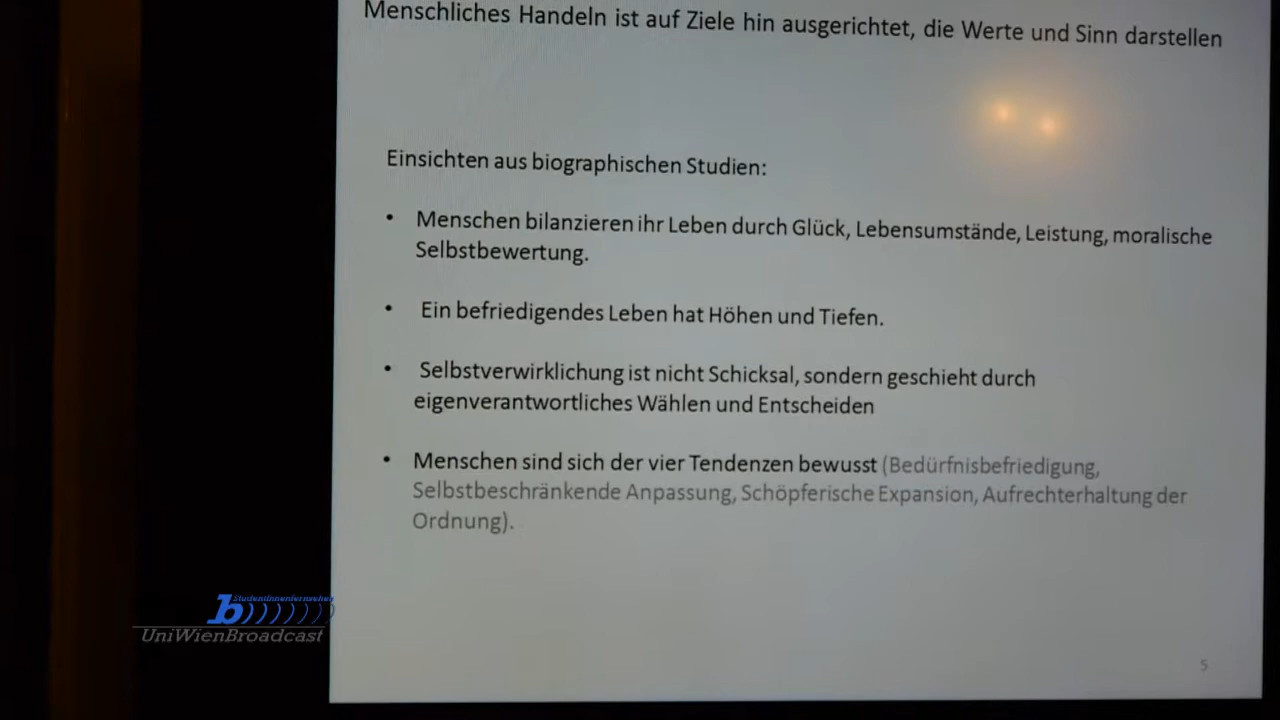 Menschliches Handeln ist auf Ziele hin ausgerichtet, die Werte und Sinn darstellen
Einsichten aus biographischen Studien:
• Menschen bilanzieren ihr Leben durch Glück, Lebensumstände, Leistung, moralische
Selbstbewertung.
• Ein befriedigendes Leben hat Höhen und Tiefen.
• Selbstverwirklichung ist nicht Schicksal, sondern geschieht durch
eigenverantwortliches Wählen und Entscheiden
• Menschen sind sich der vier Tendenzen bewusst (Bedürfnisbefriedigung,
Selbstbeschränkende Anpassung, Schöpferische Expansion, Aufrechterhaltung der
Ordnung).
b Studentinnenfernsehen
UniWienBroadcast
5